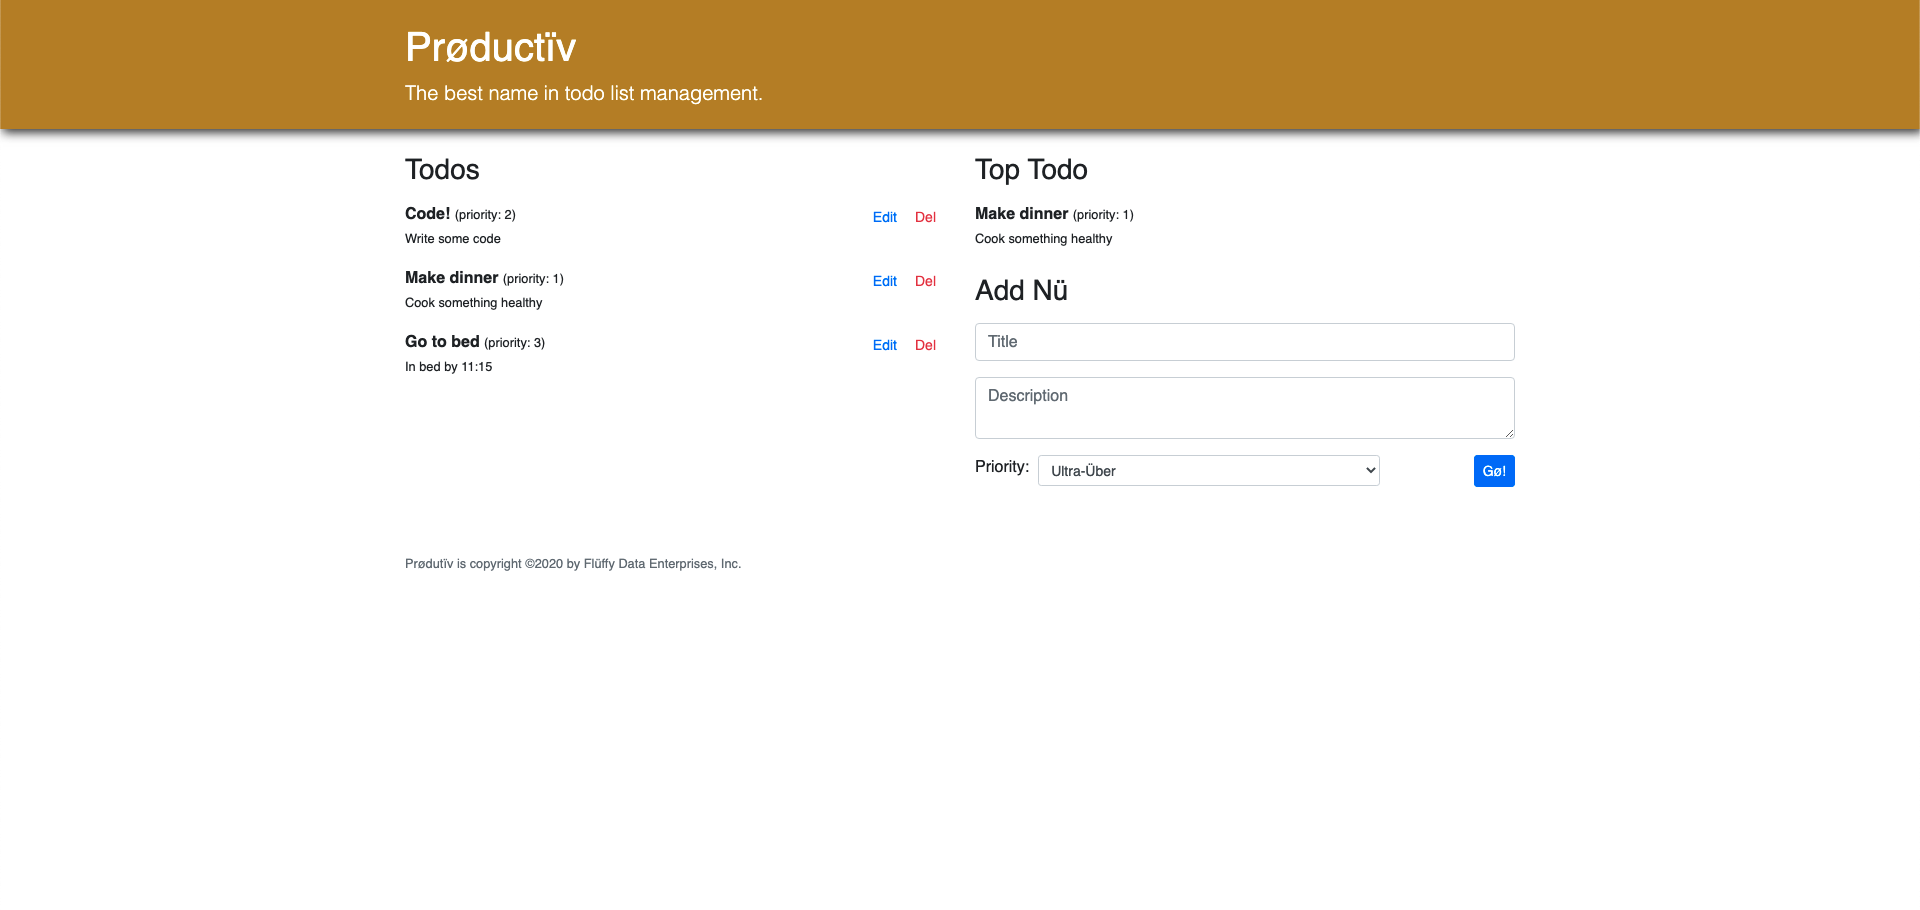 Prøductïv
The best name in todo list management.
Todos
Code! (priority: 2)
Edit Del
Write some code
Make dinner (priority: 1)
Edit Del
Cook something healthy
Go to bed (priority: 3)
Edit Del
In bed by 11:15
Top Todo
Make dinner (priority: 1)
Cook something healthy
Add Nü
Title
Description
Priority: Ultra-Über Gø!
Prødutïv is copyright ©2020 by Flüffy Data Enterprises, Inc.